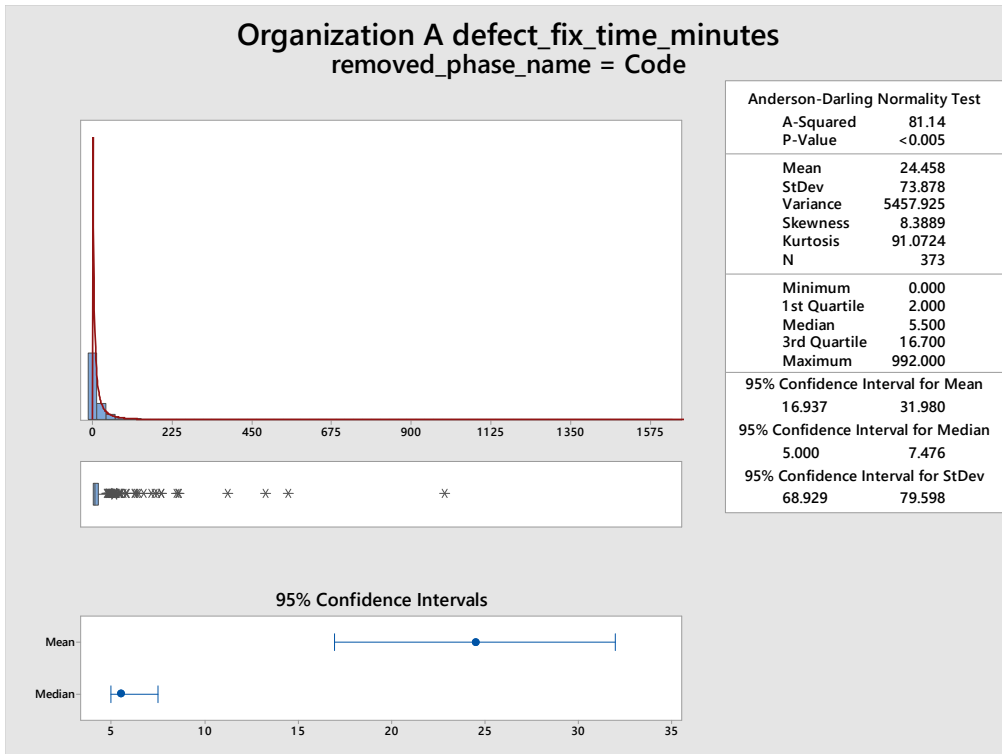 Organization A defect_fix_time_minutes
removed_phase_name = Code
Anderson-Darling Normality Test
A-Squared 81.14
P-Value <0.005
Mean 24.458
StDev 73.878
Variance 5457.925
Skewness 8.3889
Kurtosis 91.0724
N 373
Minimum 0.000
1st Quartile 2.000
Median 5.500
3rd Quartile 16.700
Maximum 992.000
95% Confidence Interval for Mean
16.937 31.980
95% Confidence Interval for Median
5.000 7.476
95% Confidence Interval for StDev
68.929 79.598
0 225 450 675 900 1125 1350 1575
95% Confidence Intervals
Mean
Median
5 10 15 20 25 30 35